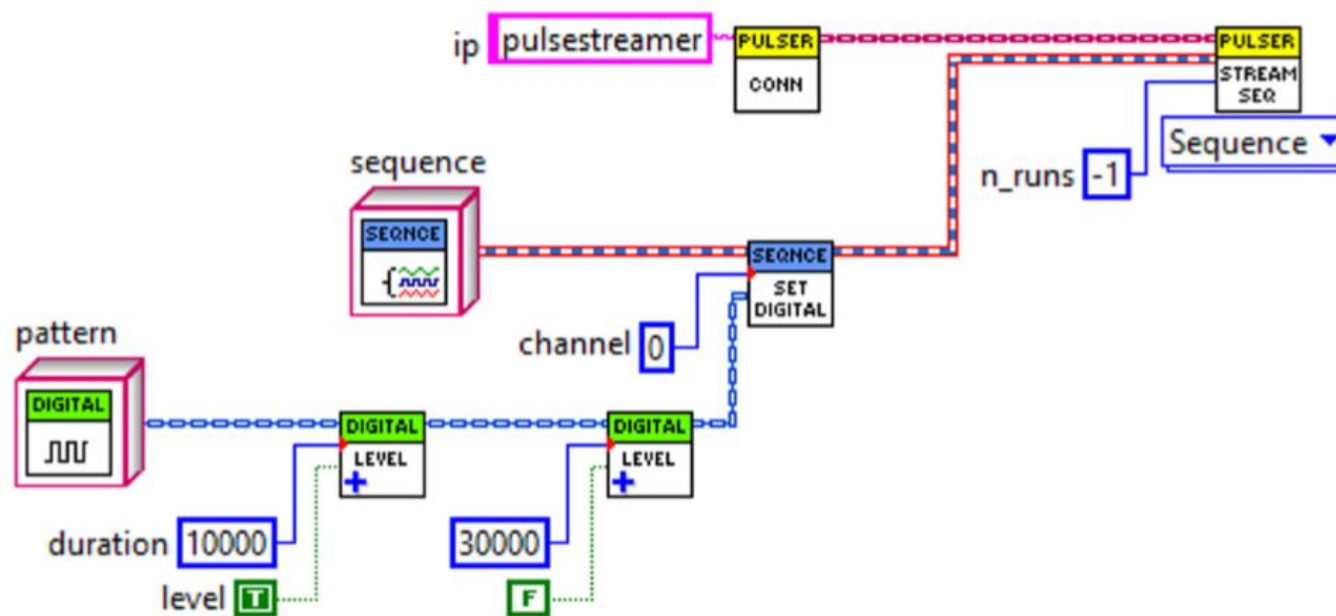 ip pulsestreamer
PULSER
CONN
PULSER
STREAM
SEQ
Sequence
n_runs -1
sequence
SEQNCE
SEQNCE
SET
DIGITAL
channel 0
pattern
DIGITAL
DIGITAL
LEVEL
DIGITAL
LEVEL
duration 10000
30000
level T
F